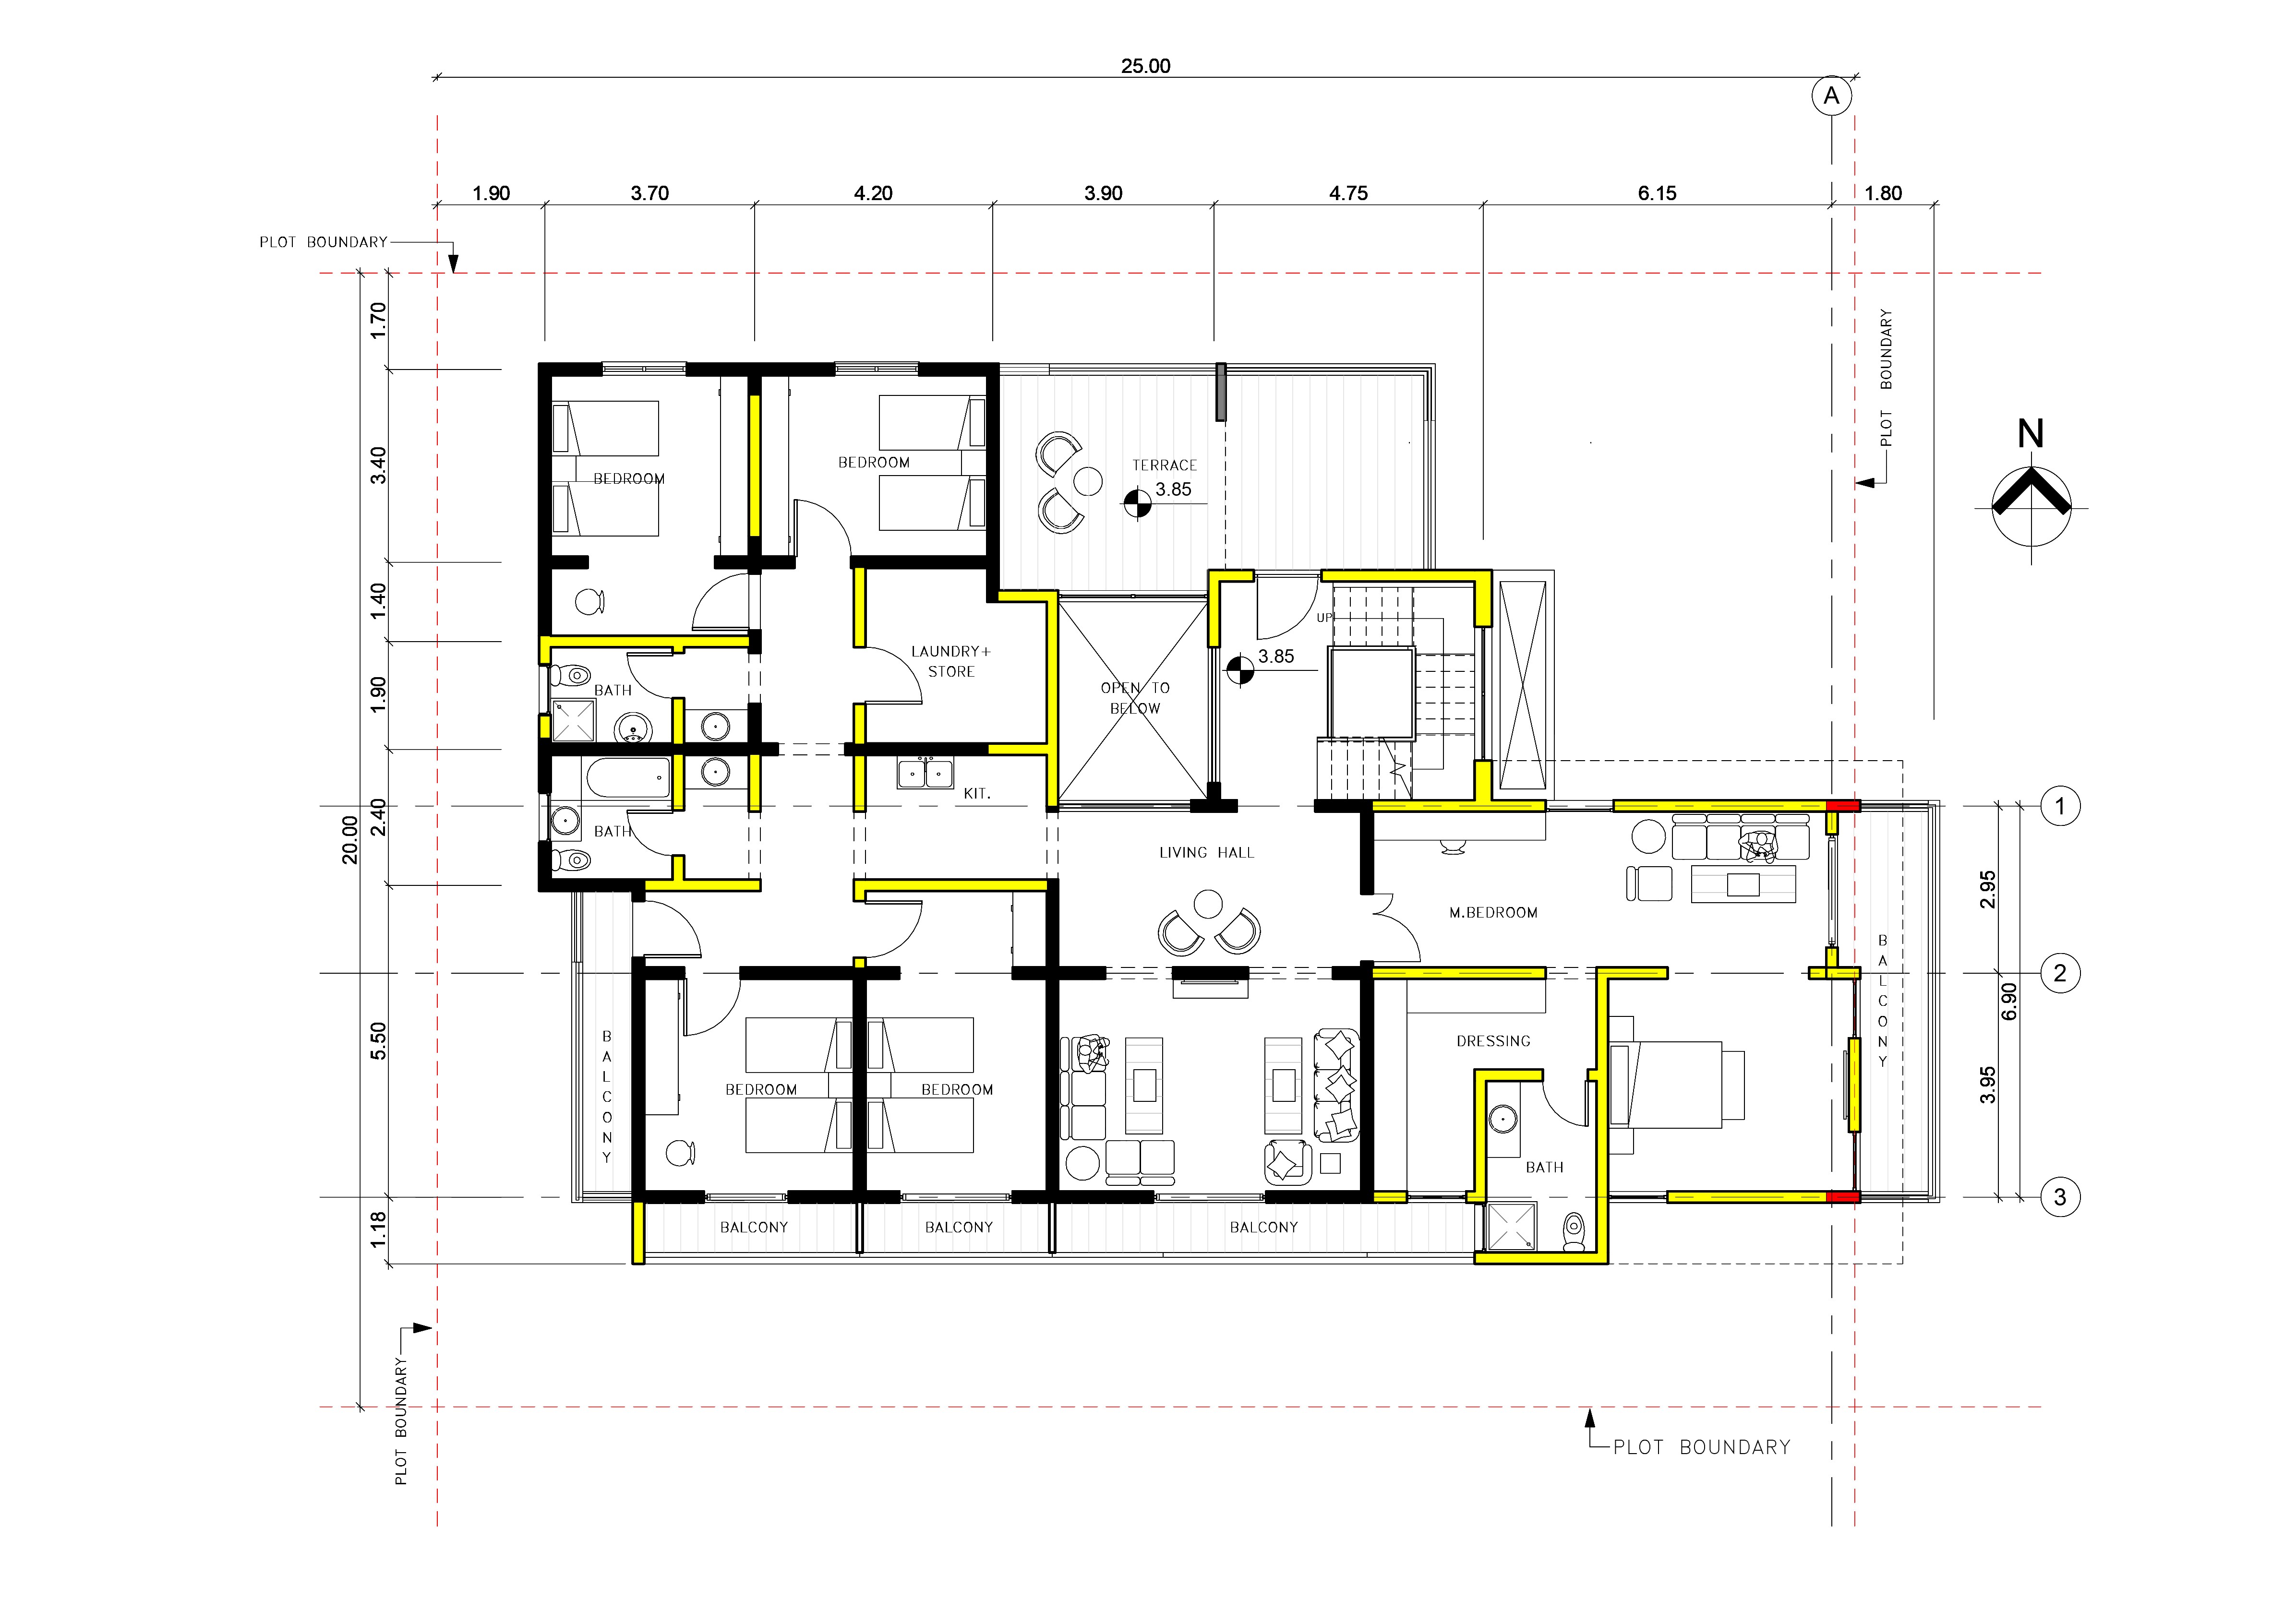 25.00
A
1.90
3.70
4.20
3.90
4.75
6.15
1.80
PLOT BOUNDARY
1.70
PLOT BOUNDARY
N
3.40
BEDROOM
BEDROOM
TERRACE
3.85
1.40
UP
LAUNDRY+
STORE
3.85
1.90
BATH
OPEN TO
BELOW
KIT.
2.40
20.00
BATH
1
LIVING HALL
2.95
M.BEDROOM
BALCONY
2
6.90
5.50
BALCONY
DRESSING
3.95
BEDROOM
BEDROOM
BATH
3
1.18
BALCONY
BALCONY
BALCONY
PLOT BOUNDARY
PLOT BOUNDARY